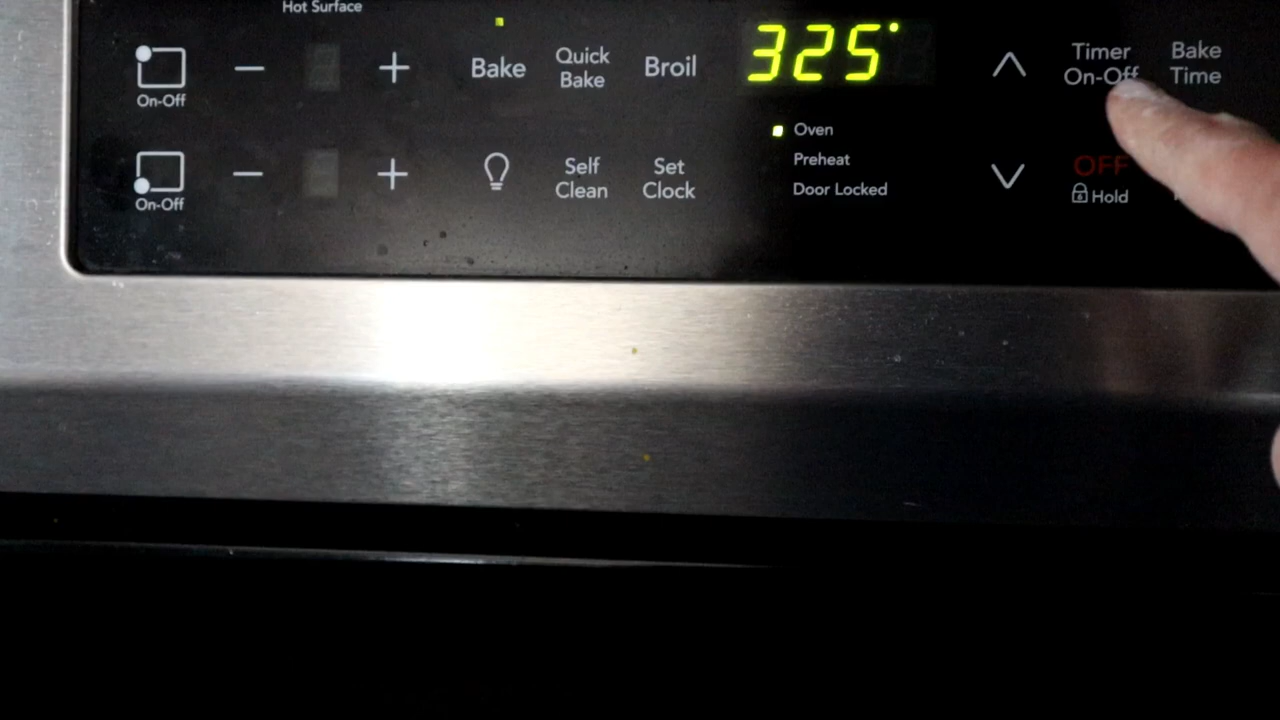 Hot Surface
On-Off
Bake
Quick
Bake
Broil
325°
Timer
On-Off
Bake
Time
Oven
Preheat
Door Locked
On-Off
Self
Clean
Set
Clock
OFF
Hold